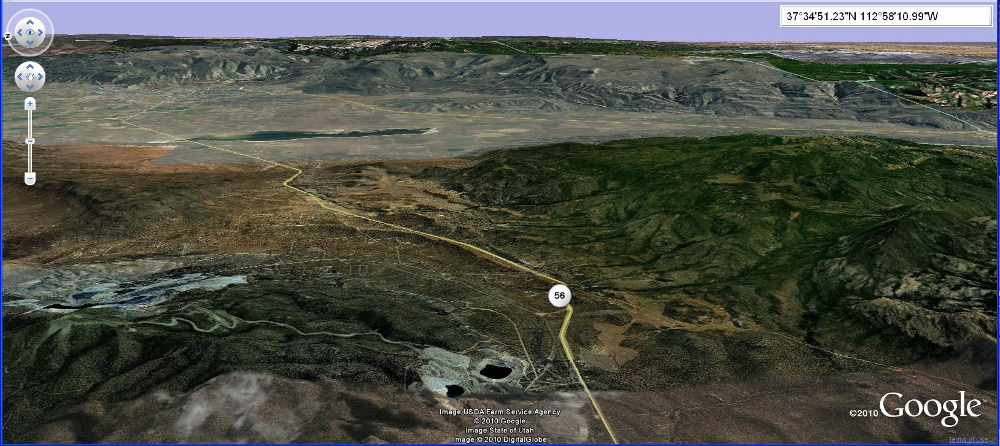 37°34'51.23"N 112°58'10.99"W
N
56
Image USDA Farm Service Agency
© 2010 Google
Image State of Utah
Image © 2010 DigitalGlobe
©2010 Google™
Terms of Use